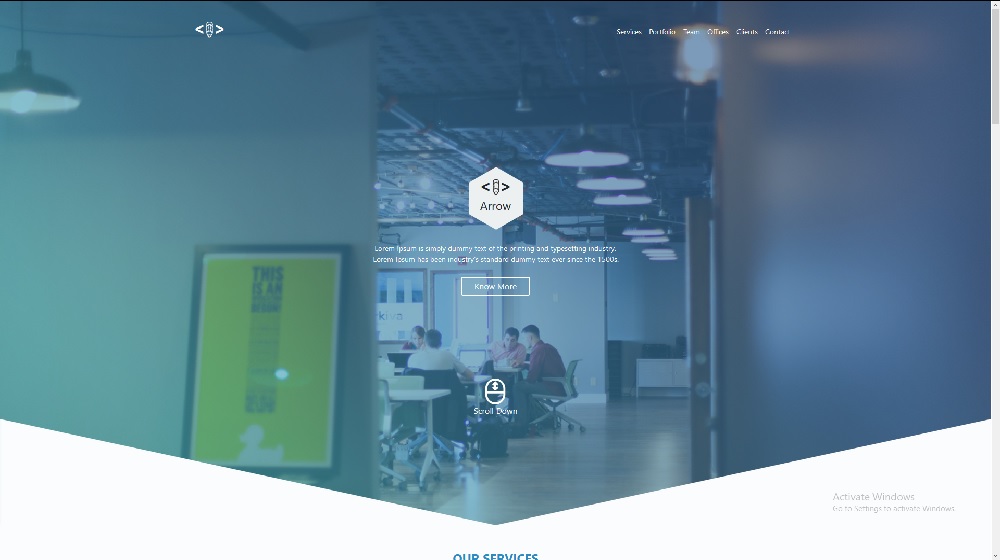 Services Portfolio Team Offices Clients Contact
Arrow
Lorem Ipsum is simply dummy text of the printing and typesetting industry.
Lorem Ipsum has been industry's standard dummy text ever since the 1500s.
Know More
THIS
IS AN
Scroll Down
Activate Windows
Go to Settings to activate Windows.
OUR SERVICES